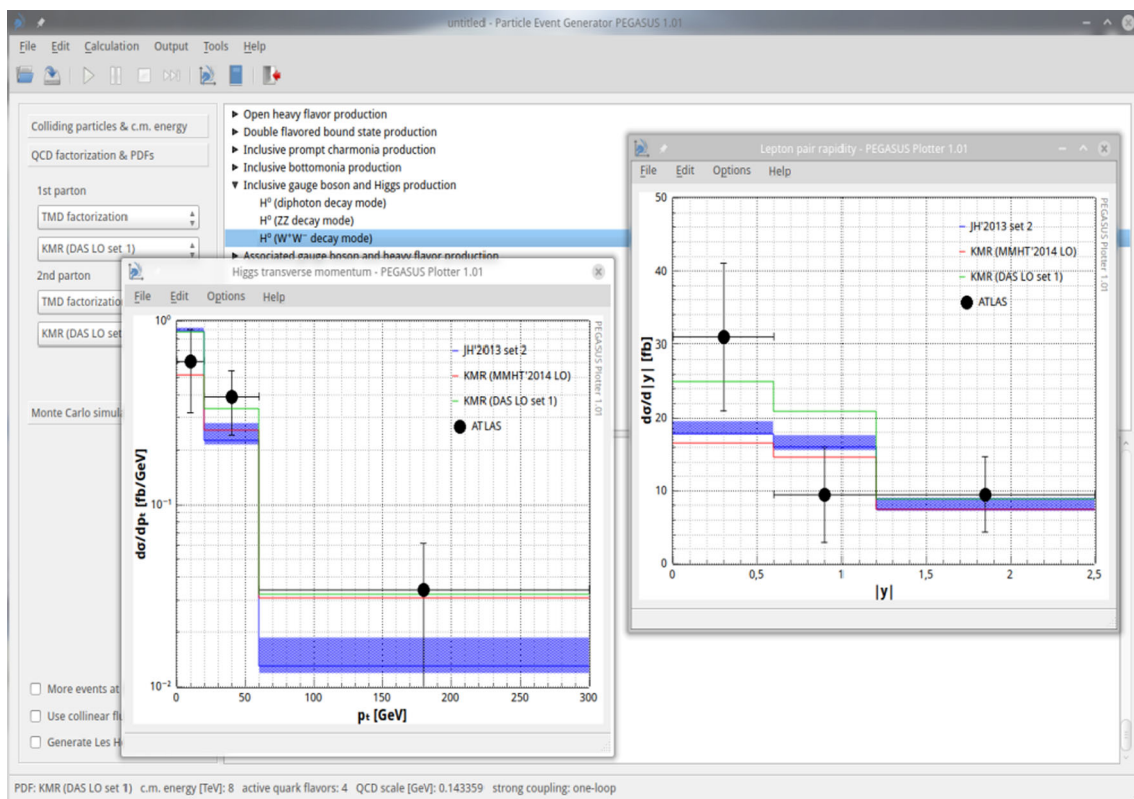 untitled - Particle Event Generator PEGASUS 1.01
File Edit Calculation Output Tools Help
Colliding particles & c.m. energy
QCD factorization & PDFs
1st parton
TMD factorization
KMR (DAS LO set 1)
2nd parton
TMD factorization
KMR (DAS LO set
Monte Carlo
More events at
Use collinear
Generate Les
Open heavy flavor production
Double flavored bound state production
Inclusive prompt charmonia production
Inclusive bottomonia production
Inclusive gauge boson and Higgs production
H⁰ (diphoton decay mode)
H⁰ (ZZ decay mode)
H⁰ (W⁺W⁻ decay mode)
Associated gauge boson and heavy flavor production
Higgs transverse momentum - PEGASUS Plotter 1.01
File Edit Options Help
PEGASUS Plotter 1.01
JH'2013 set 2
KMR (MMHT'2014 LO)
KMR (DAS LO set 1)
ATLAS
dσ/dpₜ [fb/GeV]
10⁰
10⁻¹
10⁻²
0 50 100 150 200 250 300
pₜ [GeV]
Lepton pair rapidity - PEGASUS Plotter 1.01
File Edit Options Help
PEGASUS Plotter 1.01
JH'2013 set 2
KMR (MMHT'2014 LO)
KMR (DAS LO set 1)
ATLAS
dσ/d|y| [fb]
50
40
30
20
10
0
0 0,5 1 1,5 2 2,5
|y|
PDF: KMR (DAS LO set 1) c.m. energy [TeV]: 8 active quark flavors: 4 QCD scale [GeV]: 0.143359 strong coupling: one-loop